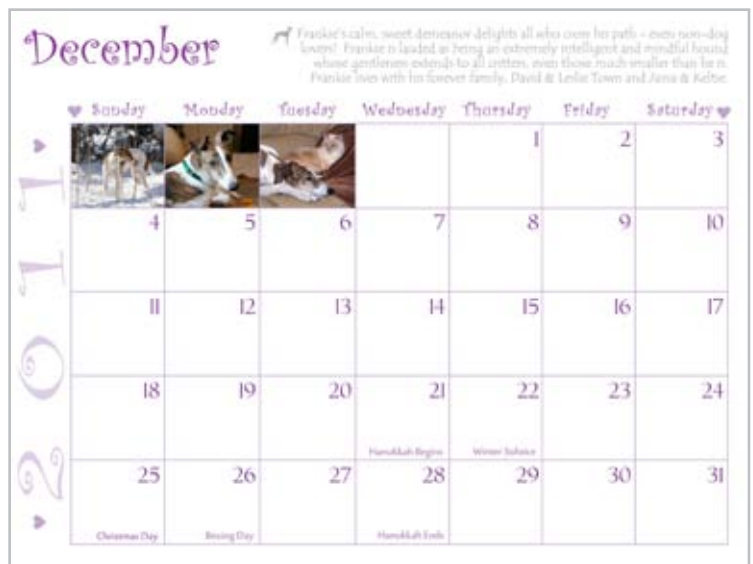 December
Frankie's calm, sweet demeanor delights all who cross his path – even non-dog
lovers! Frankie is lauded as being an extremely intelligent and mindful hound
whose gentleness extends to all critters, even those much smaller than he is.
Frankie lives with his forever family, David & Leslie Town and Jama & Keltie.
Sunday Monday Tuesday Wednesday Thursday Friday Saturday
1 2 3
4 5 6 7 8 9 10
11 12 13 14 15 16 17
18 19 20 21 22 23 24
Hanukkah Begins Winter Solstice
25 26 27 28 29 30 31
Christmas Day Boxing Day Hanukkah Ends
2011